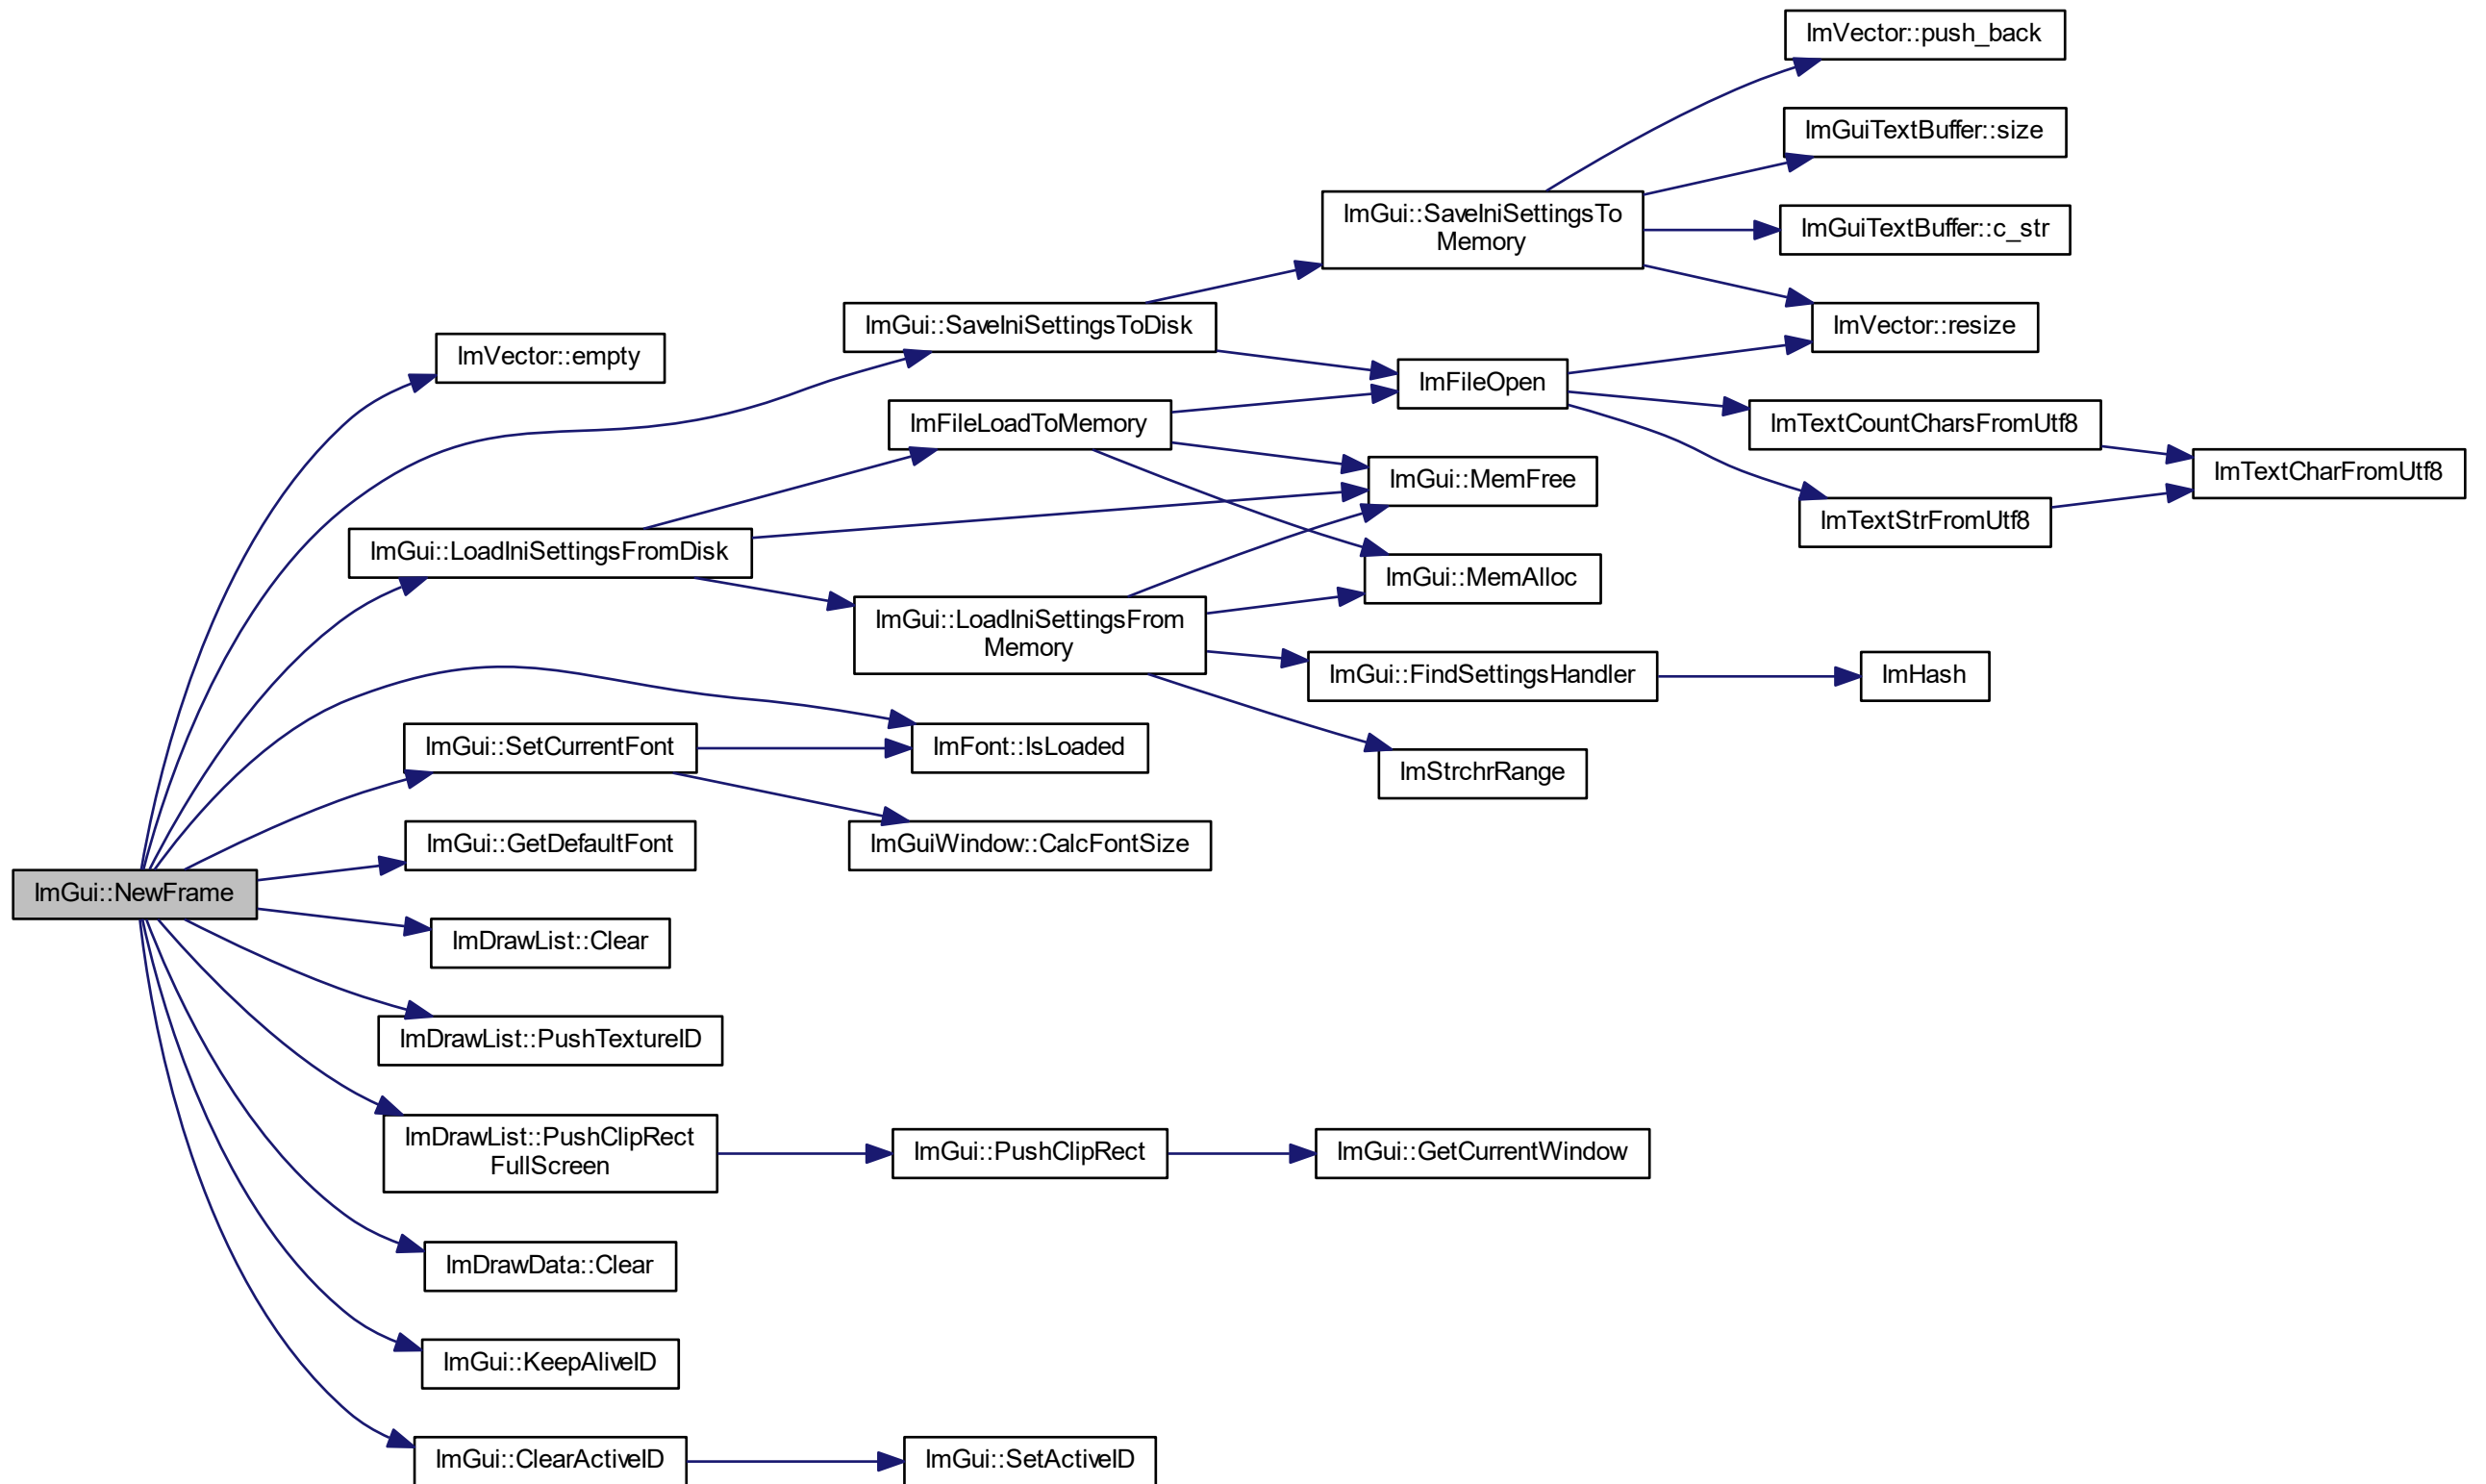 ImVector::push_back
ImGuiTextBuffer::size
ImGui::SaveIniSettingsTo
Memory
ImGuiTextBuffer::c_str
ImGui::SaveIniSettingsToDisk
ImVector::resize
ImVector::empty
ImFileOpen
ImFileLoadToMemory
ImTextCountCharsFromUtf8
ImGui::MemFree
ImTextCharFromUtf8
ImTextStrFromUtf8
ImGui::LoadIniSettingsFromDisk
ImGui::MemAlloc
ImGui::LoadIniSettingsFrom
Memory
ImGui::FindSettingsHandler
ImHash
ImGui::SetCurrentFont
ImFont::IsLoaded
ImStrchrRange
ImGui::GetDefaultFont
ImGuiWindow::CalcFontSize
ImGui::NewFrame
ImDrawList::Clear
ImDrawList::PushTextureID
ImDrawList::PushClipRect
FullScreen
ImGui::PushClipRect
ImGui::GetCurrentWindow
ImDrawData::Clear
ImGui::KeepAliveID
ImGui::ClearActiveID
ImGui::SetActiveID